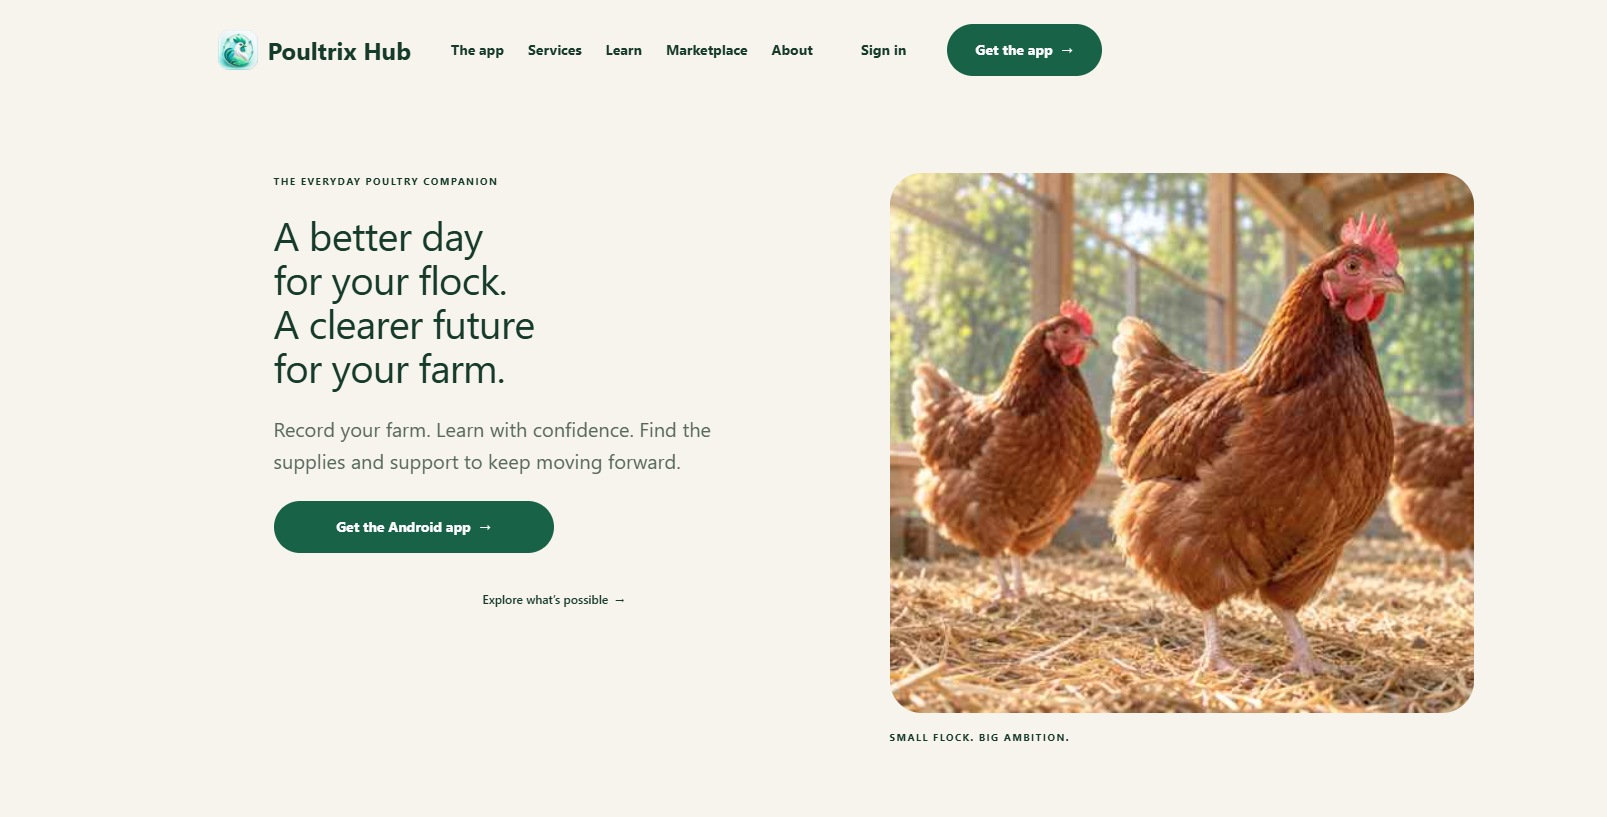 Poultrix Hub
The app
Services
Learn
Marketplace
About
Sign in
Get the app →
THE EVERYDAY POULTRY COMPANION
A better day
for your flock.
A clearer future
for your farm.
Record your farm. Learn with confidence. Find the
supplies and support to keep moving forward.
Get the Android app →
Explore what's possible →
SMALL FLOCK. BIG AMBITION.